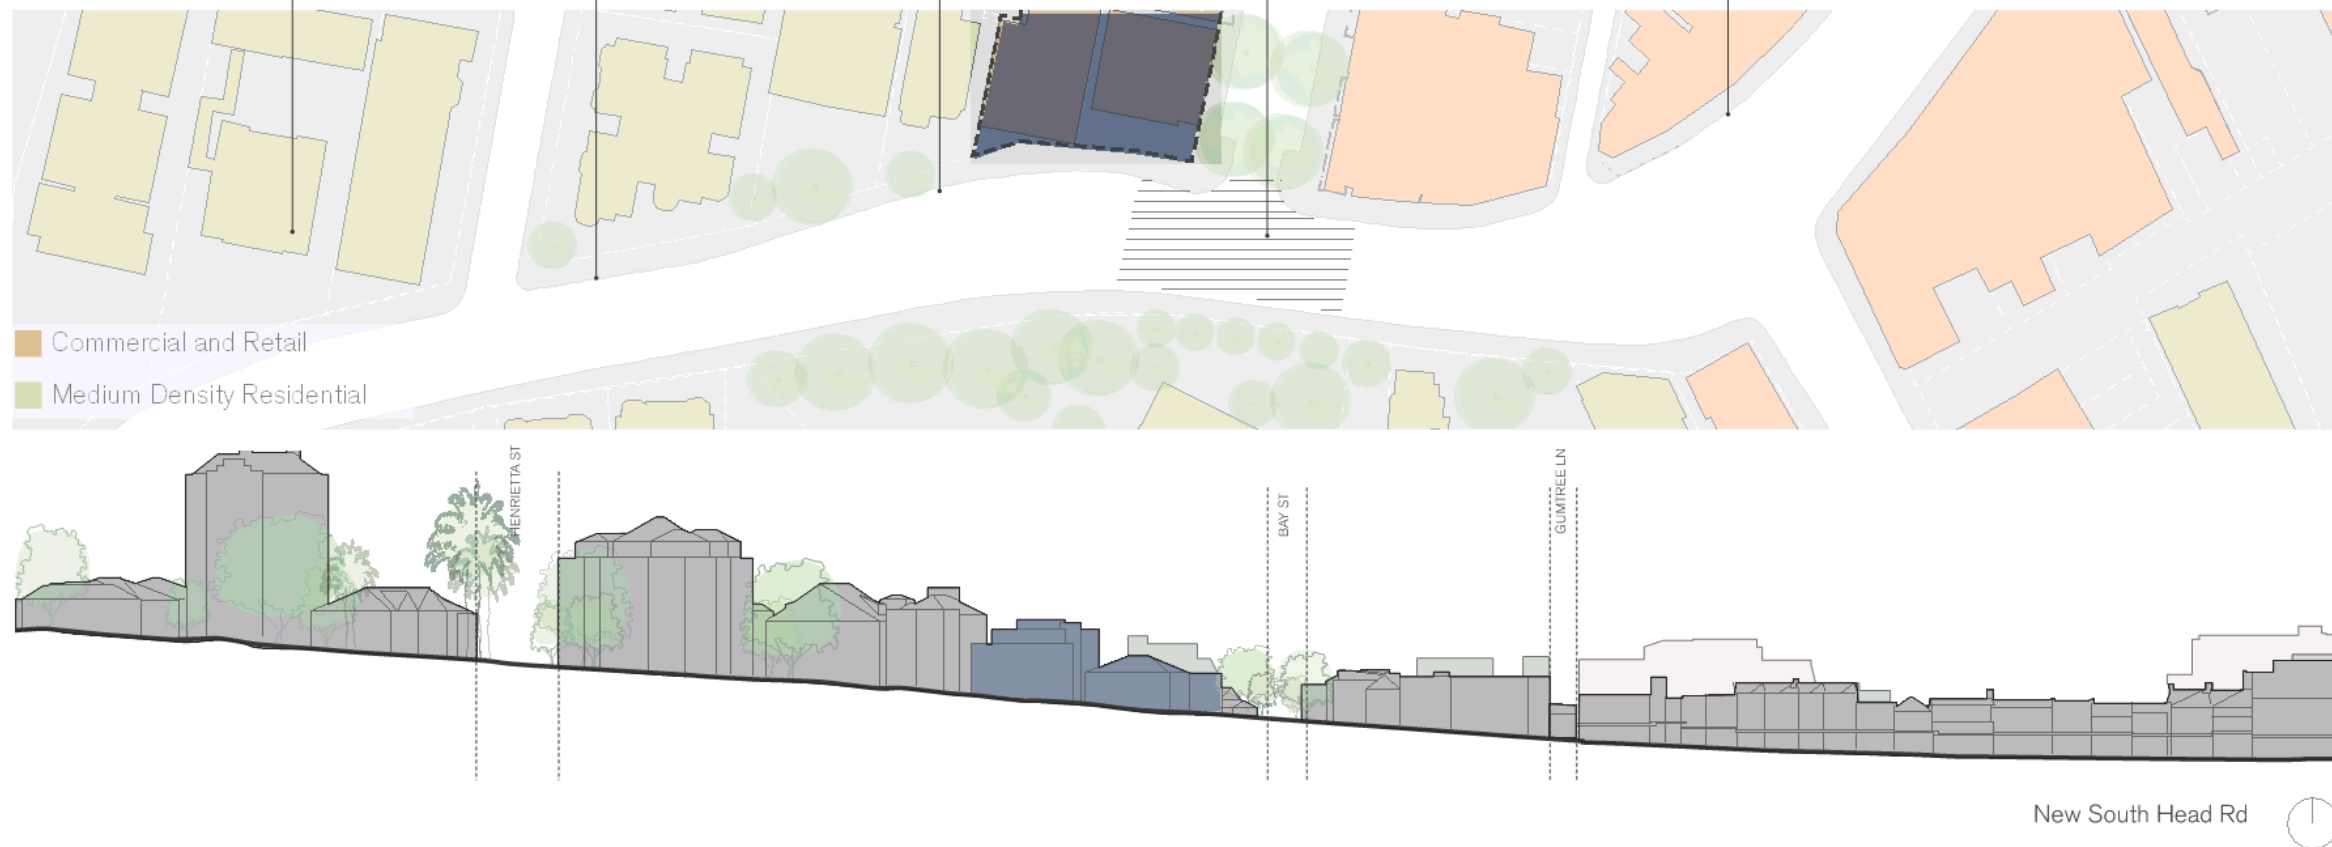 Commercial and Retail
Medium Density Residential
HENRIETTA ST
BAY ST
GUMTREE LN
New South Head Rd